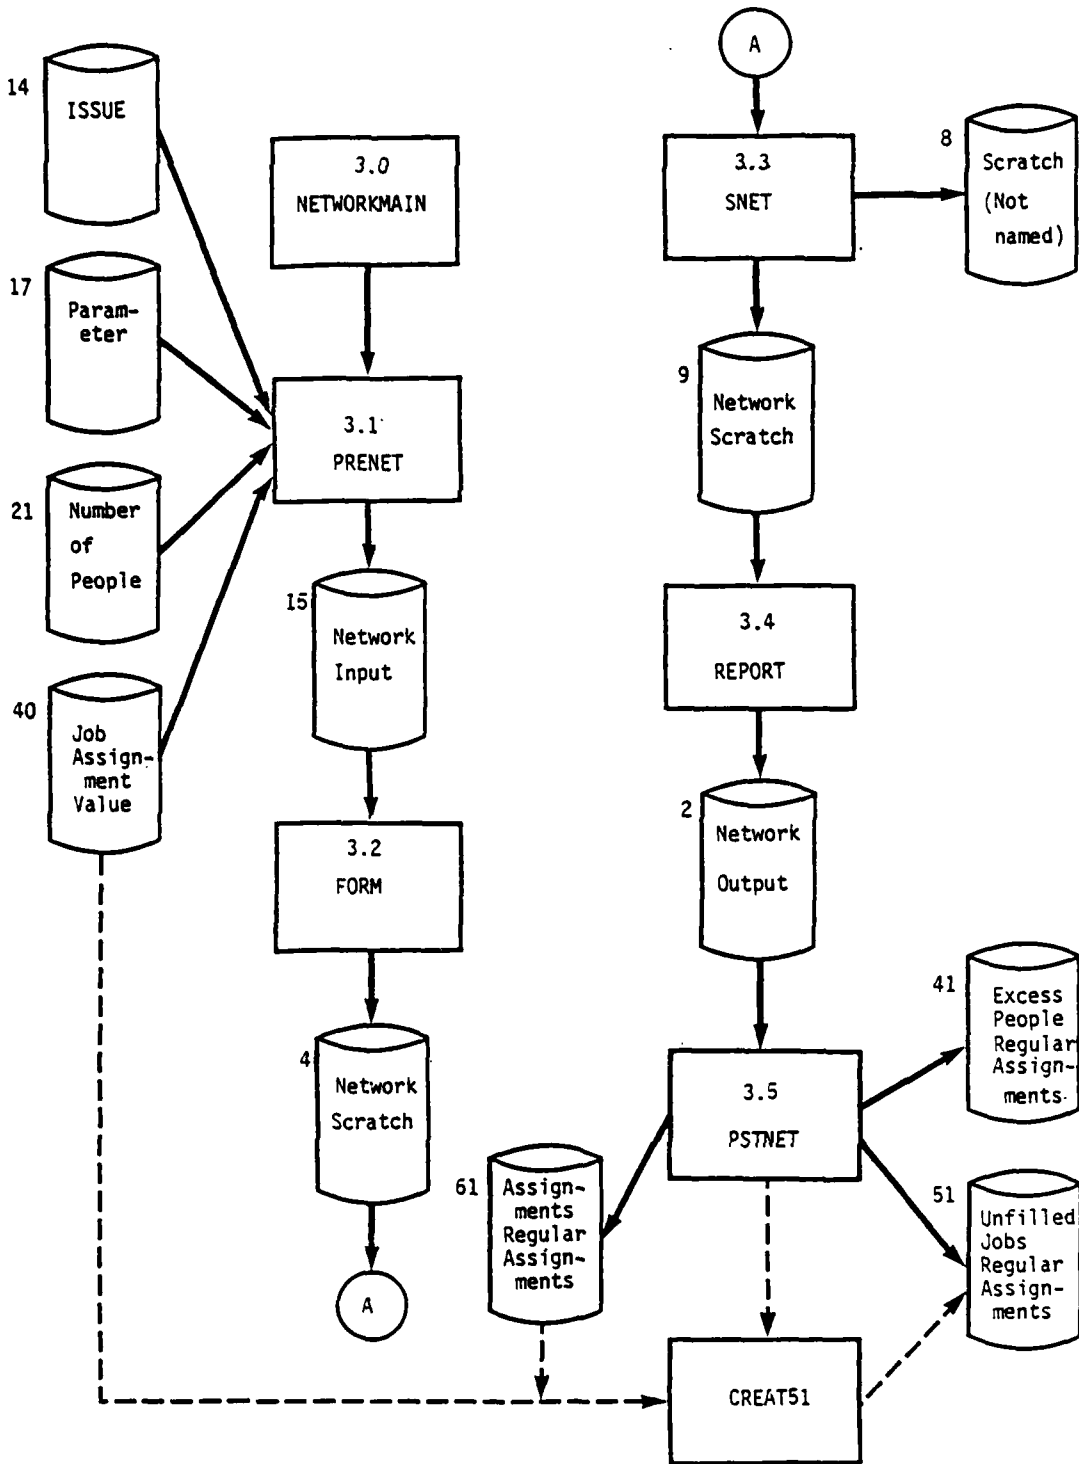 14
ISSUE
17
Param-
eter
21
Number
of
People
40
Job
Assign-
ment
Value
3.0
NETWORKMAIN
3.1
PRENET
15
Network
Input
3.2
FORM
4
Network
Scratch
A
A
3.3
SNET
8
Scratch
(Not
named)
9
Network
Scratch
3.4
REPORT
2
Network
Output
3.5
PSTNET
41
Excess
People
Regular
Assign-
ments
51
Unfilled
Jobs
Regular
Assign-
ments
61
Assign-
ments
Regular
Assign-
ments
CREAT51